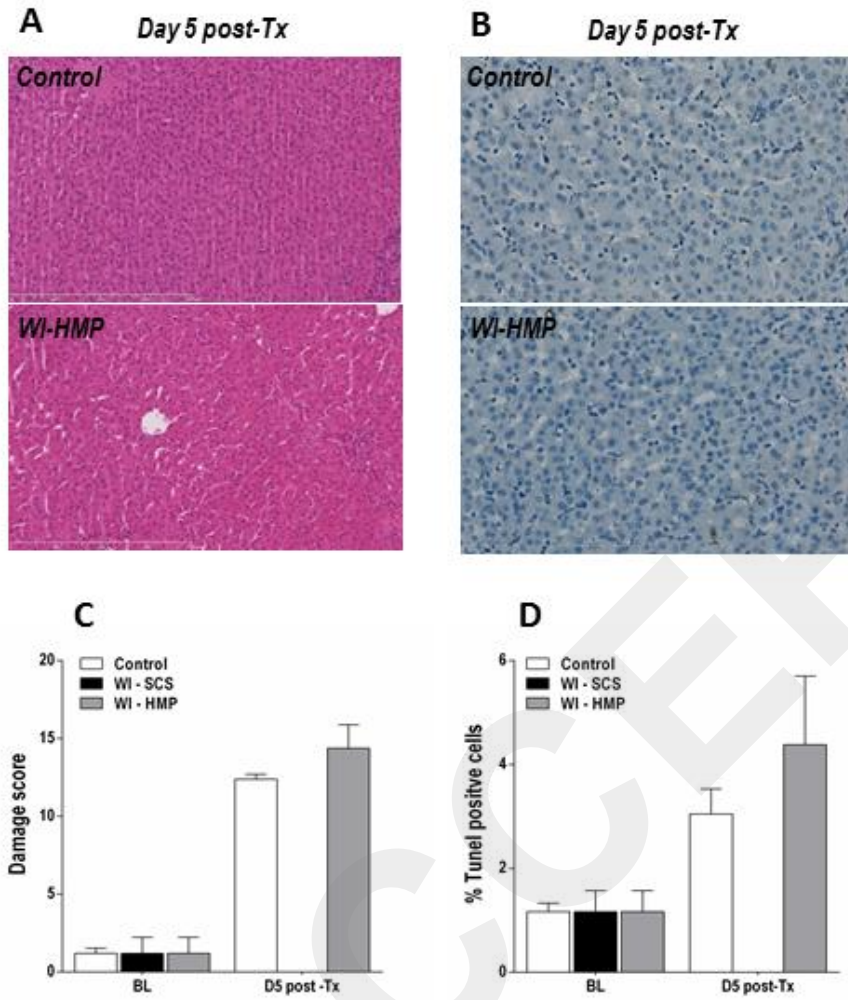 A
Day 5 post-Tx
Control
WI-HMP
B
Day 5 post-Tx
Control
WI-HMP
C
Damage score
20
15
10
5
0
Control
WI - SCS
WI - HMP
BL
D5 post -Tx
D
% Tunel positve cells
6
4
2
0
Control
WI - SCS
WI - HMP
BL
D5 post-Tx
CCE